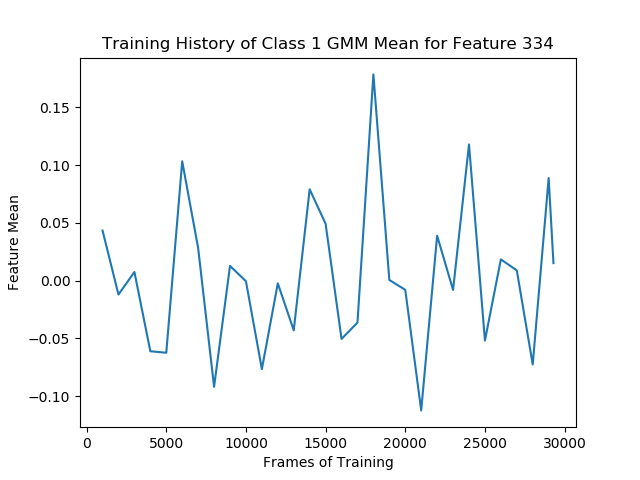 Training History of Class 1 GMM Mean for Feature 334
0.15
0.10
0.05
0.00
−0.05
−0.10
Feature Mean
0 5000 10000 15000 20000 25000 30000
Frames of Training